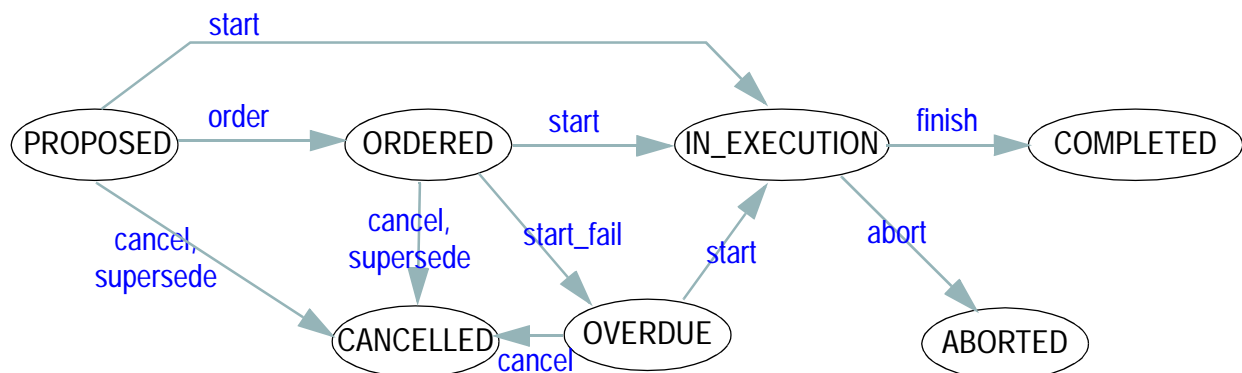 start
order
start
finish
PROPOSED
ORDERED
IN_EXECUTION
COMPLETED
cancel,
supersede
cancel,
supersede
start_fail
start
abort
CANCELLED
cancel
OVERDUE
ABORTED